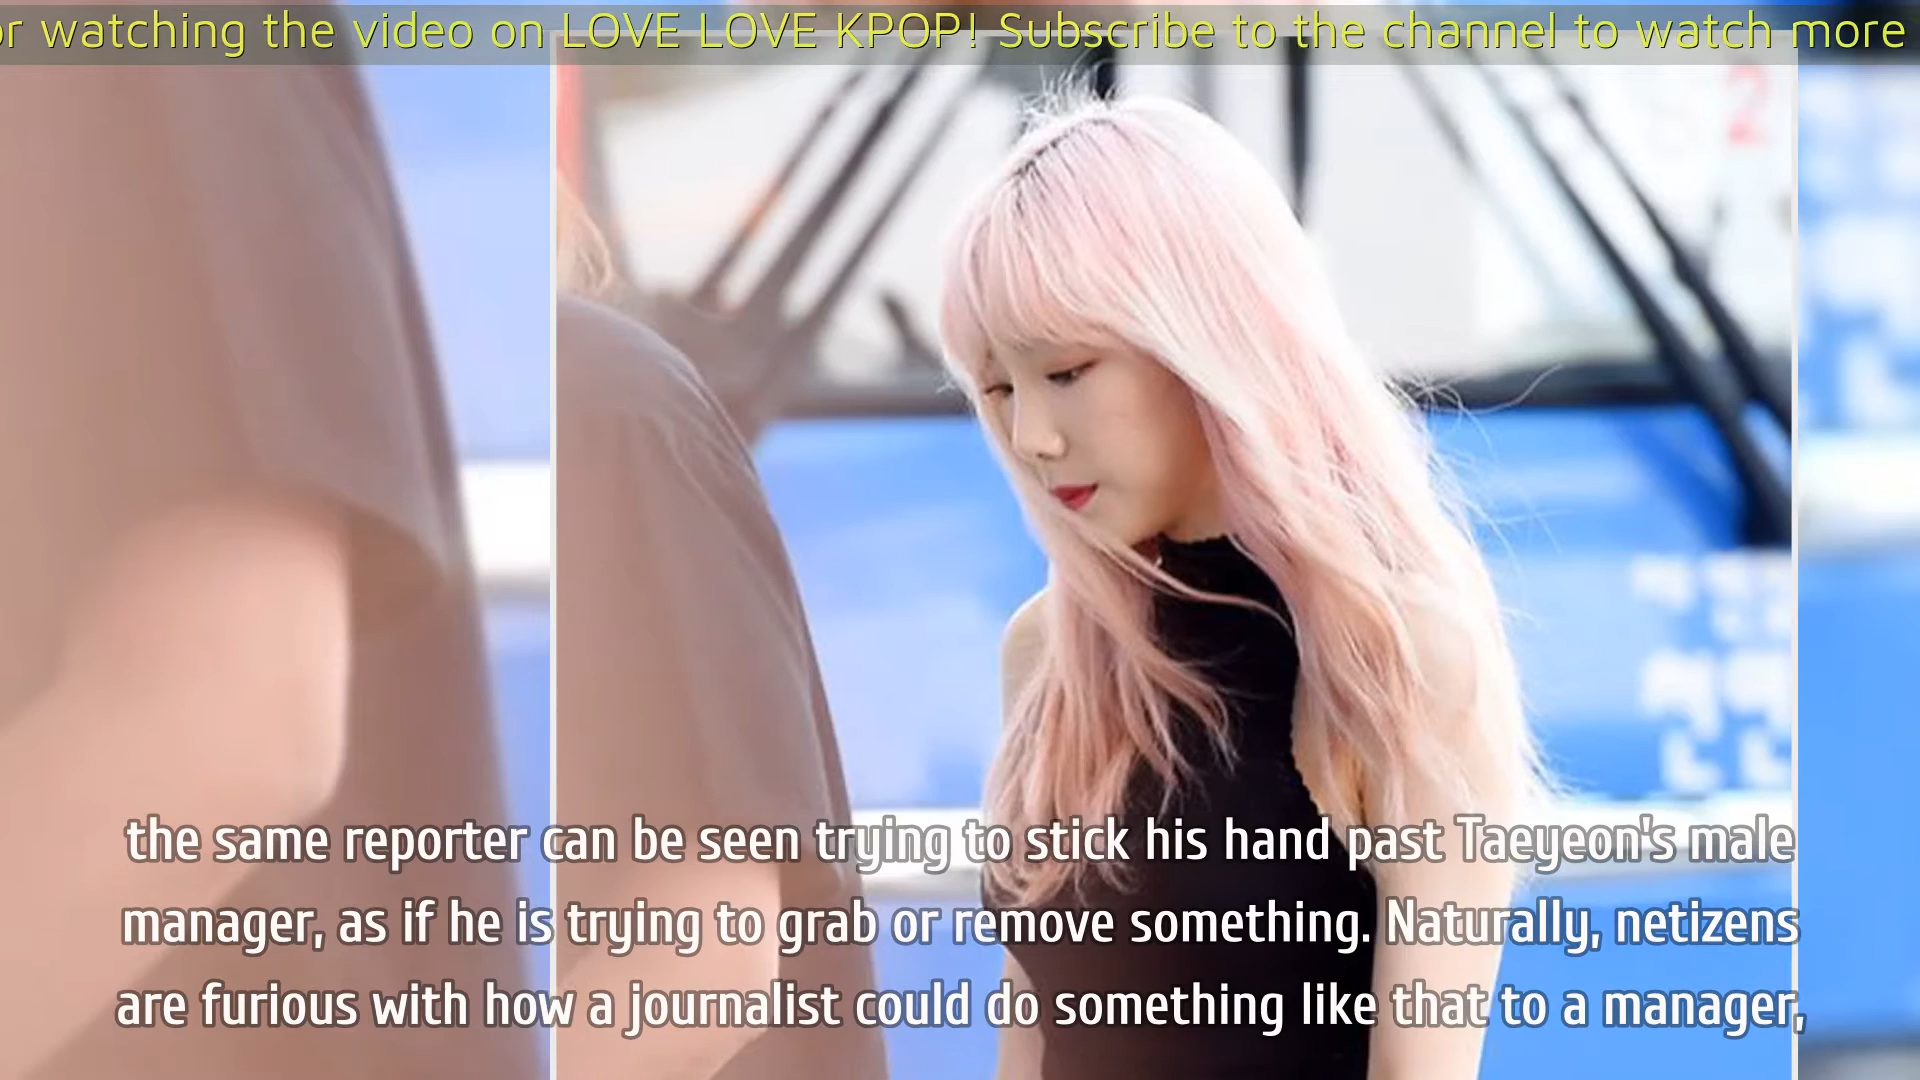 or watching the video on LOVE LOVE KPOP! Subscribe to the channel to watch more
2
the same reporter can be seen trying to stick his hand past Taeyeon's male
manager, as if he is trying to grab or remove something. Naturally, netizens
are furious with how a journalist could do something like that to a manager,